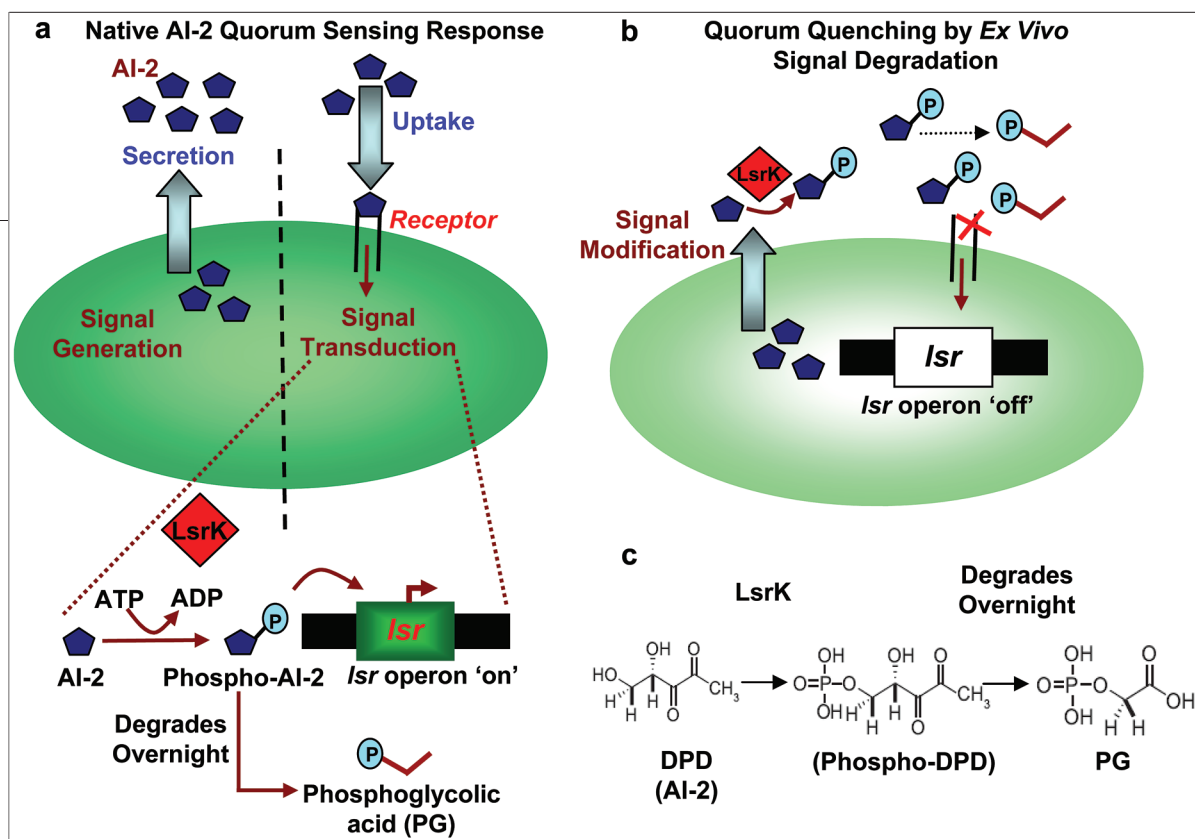 a
Native AI-2 Quorum Sensing Response
AI-2
Secretion
Uptake
Receptor
Signal
Generation
Signal
Transduction
LsrK
ATP
ADP
P
lsr
AI-2
Phospho-AI-2
lsr operon ‘on’
Degrades
Overnight
P
Phosphoglycolic
acid (PG)
b
Quorum Quenching by Ex Vivo
Signal Degradation
P
P
LsrK
P
P
P
Signal
Modification
lsr
lsr operon ‘off’
c
LsrK
Degrades
Overnight
HO
OH
O
H
H
H
O
CH3
OH
O=P
OH
O
OH
O
H
H
H
O
CH3
OH
O=P
OH
O
O
OH
H
H
DPD
(AI-2)
(Phospho-DPD)
PG